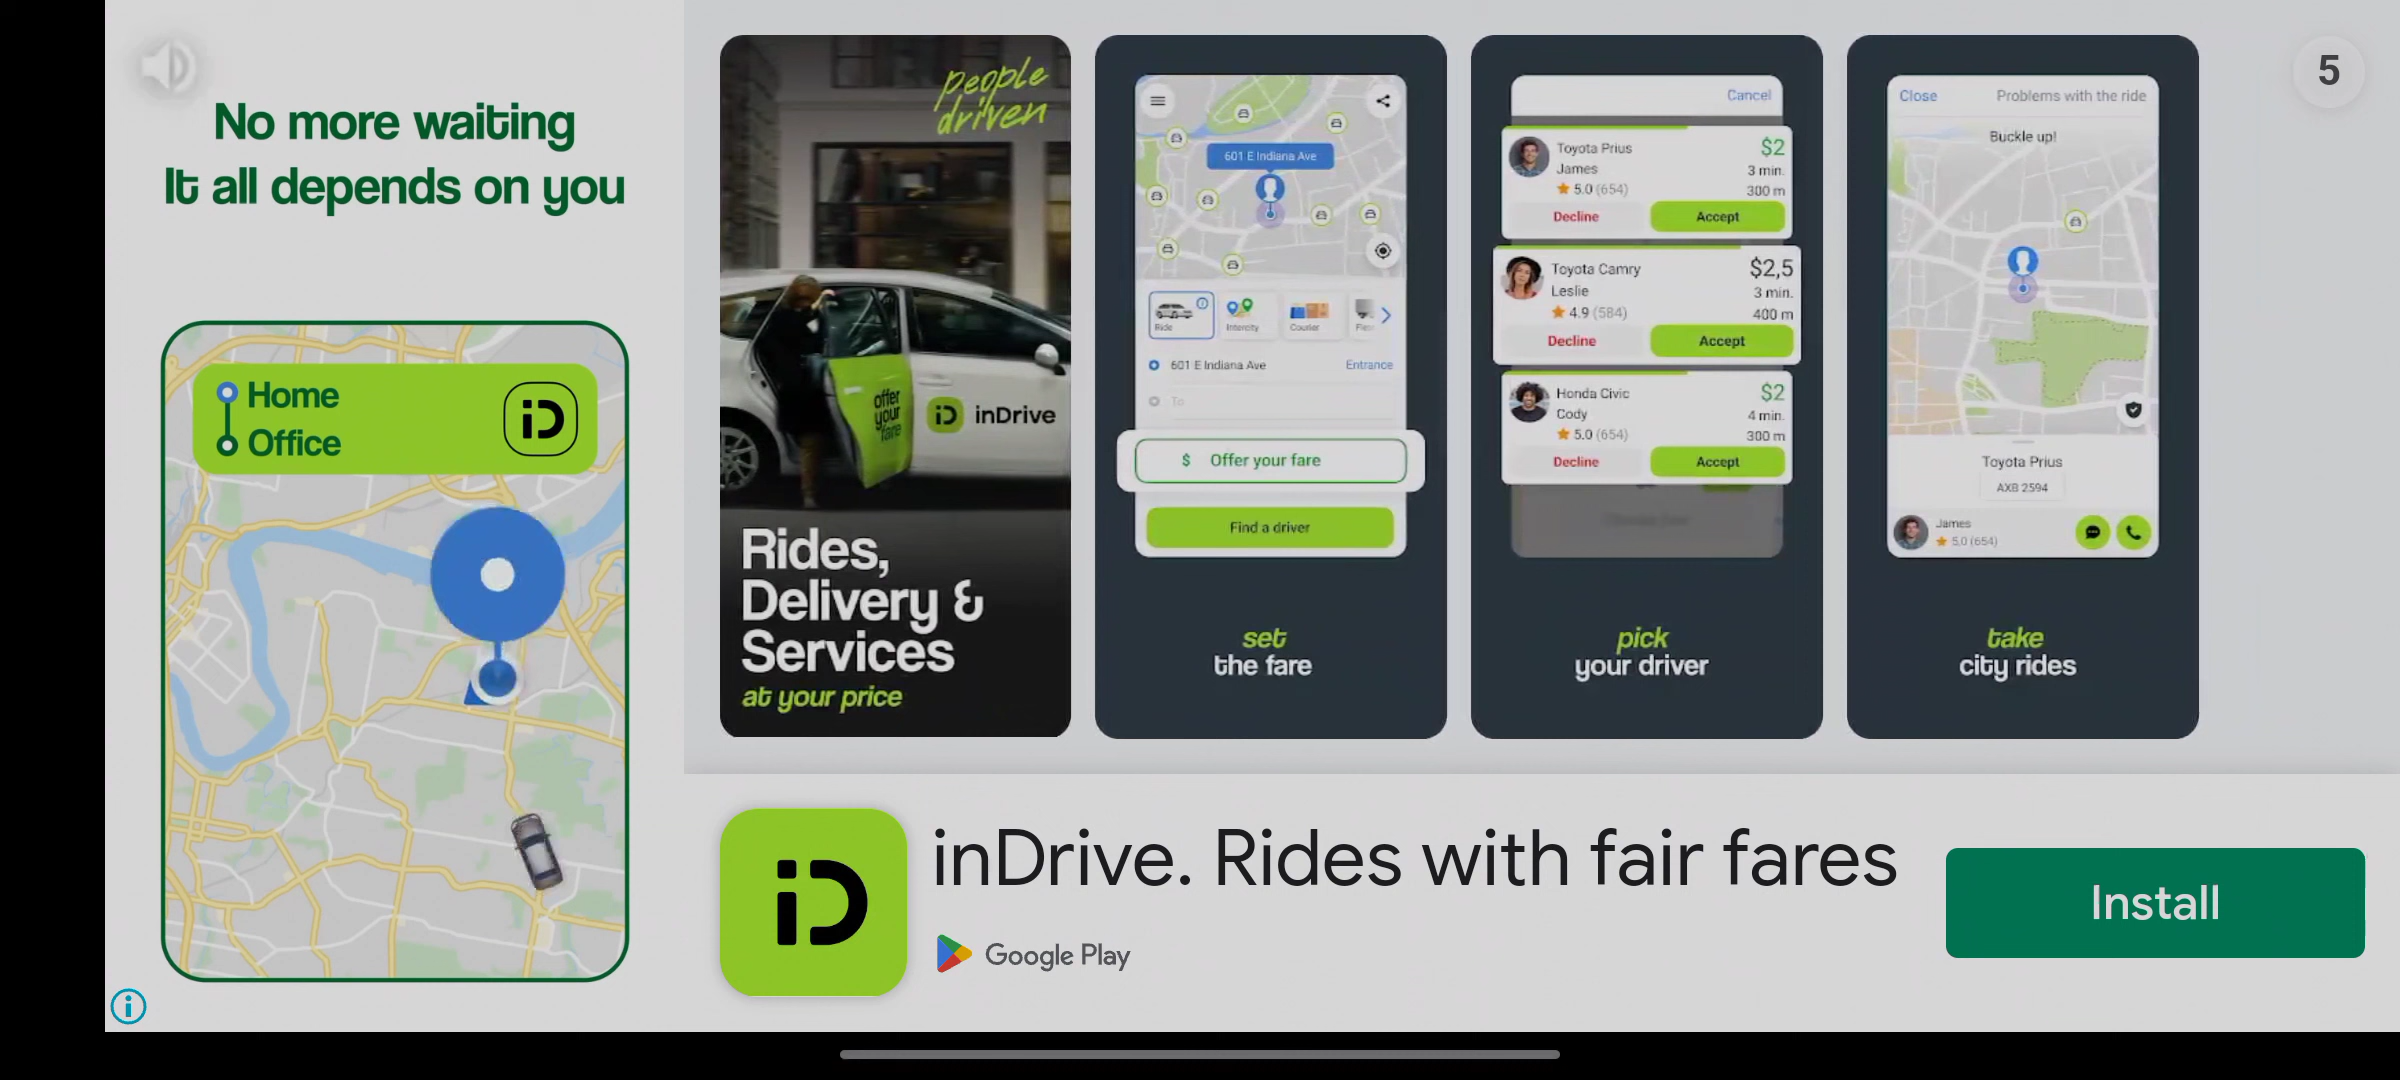 No more waiting
It all depends on you
Home
Office
iD
people
driven
offer
your
fare
iD inDrive
Rides,
Delivery &
Services
at your price
601 E Indiana Ave
Ride
Intercity
Courier
601 E Indiana Ave
Entrance
To
$ Offer your fare
Find a driver
set
the fare
Cancel
Toyota Prius $2
James 3 min.
5.0 (654) 300 m
Decline Accept
Toyota Camry $2,5
Leslie 3 min.
4.9 (584) 400 m
Decline Accept
Honda Civic $2
Cody 4 min.
5.0 (654) 300 m
Decline Accept
pick
your driver
Close Problems with the ride
Buckle up!
Toyota Prius
AXB 2594
James
5,0 (654)
take
city rides
5
iD
inDrive. Rides with fair fares
Google Play
Install